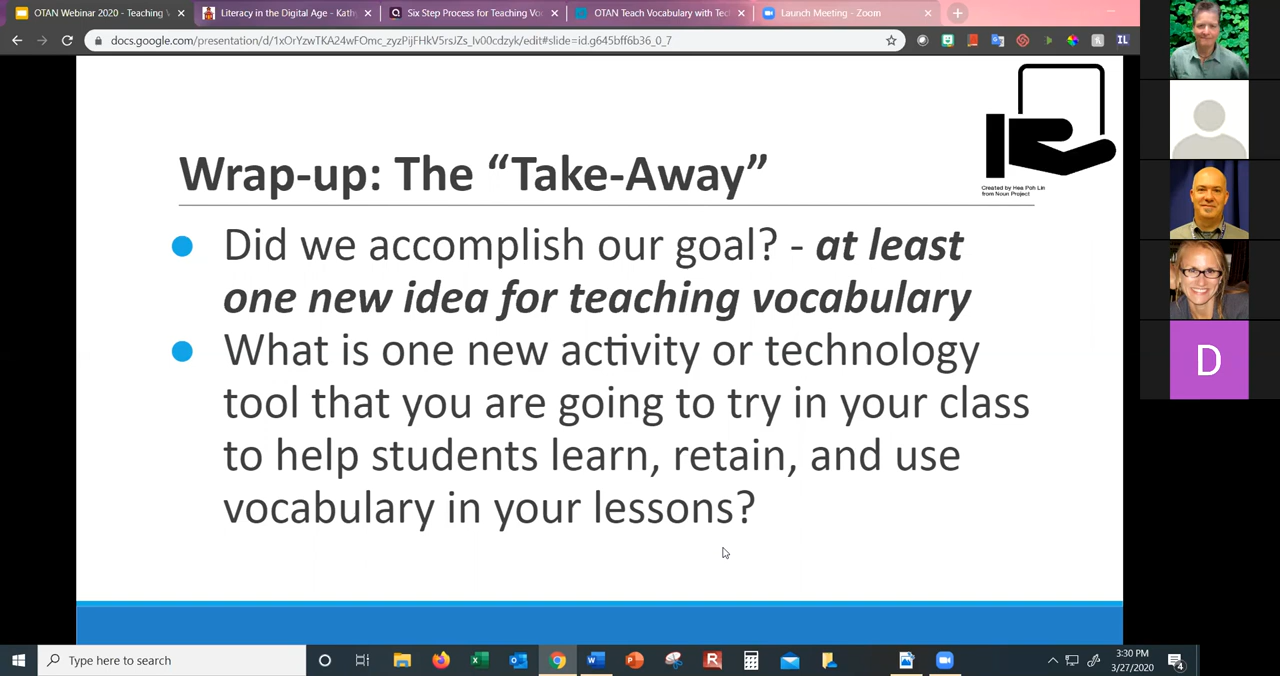 OTAN Webinar 2020 - Teaching V
Literacy in the Digital Age - Kath
Six Step Process for Teaching Vo
OTAN Teach Vocabulary with Tec
Launch Meeting - Zoom
docs.google.com/presentation/d/1xOrYzwTKA24wFOmc_zyzPijFHkV5rsJZs_lv00cdzyk/edit#slide=id.g645bff6b36_0_7
IL
Created by Hea Poh Lin
from Noun Project
Wrap-up: The “Take-Away”
Did we accomplish our goal? - at least
one new idea for teaching vocabulary
What is one new activity or technology
tool that you are going to try in your class
to help students learn, retain, and use
vocabulary in your lessons?
D
Type here to search
3:30 PM
3/27/2020
4